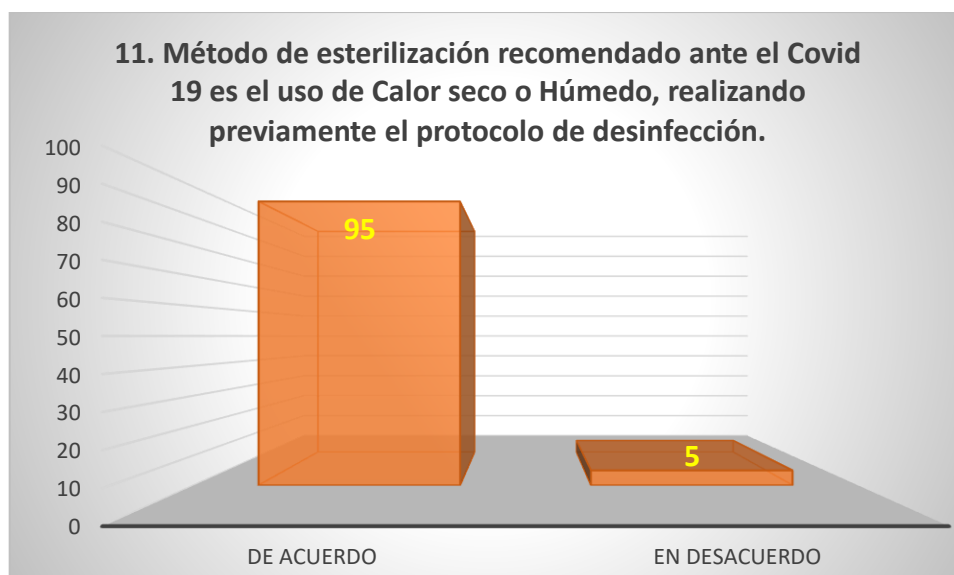 11. Método de esterilización recomendado ante el Covid
19 es el uso de Calor seco o Húmedo, realizando
previamente el protocolo de desinfección.
100
90
80
70
60
50
40
30
20
10
0
95
5
DE ACUERDO
EN DESACUERDO